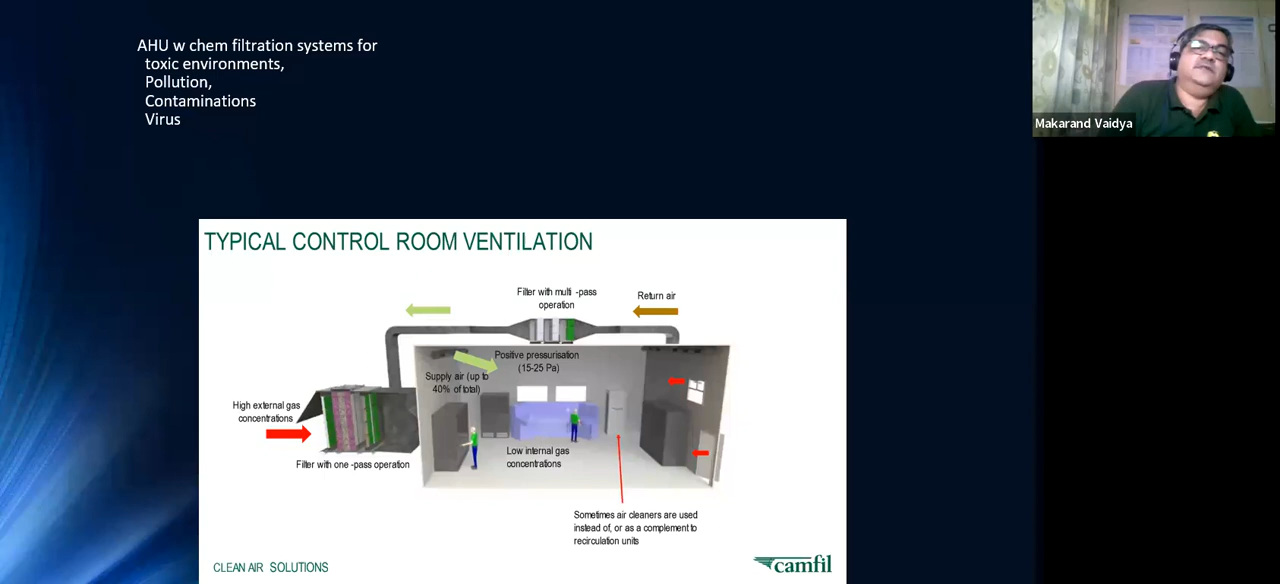 AHU w chem filtration systems for
toxic environments,
Pollution,
Contaminations
Virus
Makarand Vaidya
TYPICAL CONTROL ROOM VENTILATION
Filter with multi -pass
operation
Return air
Positive pressurisation
(15-25 Pa)
Supply air (up to
40% of total)
High external gas
concentrations
Filter with one -pass operation
Low internal gas
concentrations
Sometimes air cleaners are used
instead of, or as a complement to
recirculation units
CLEAN AIR SOLUTIONS
camfil